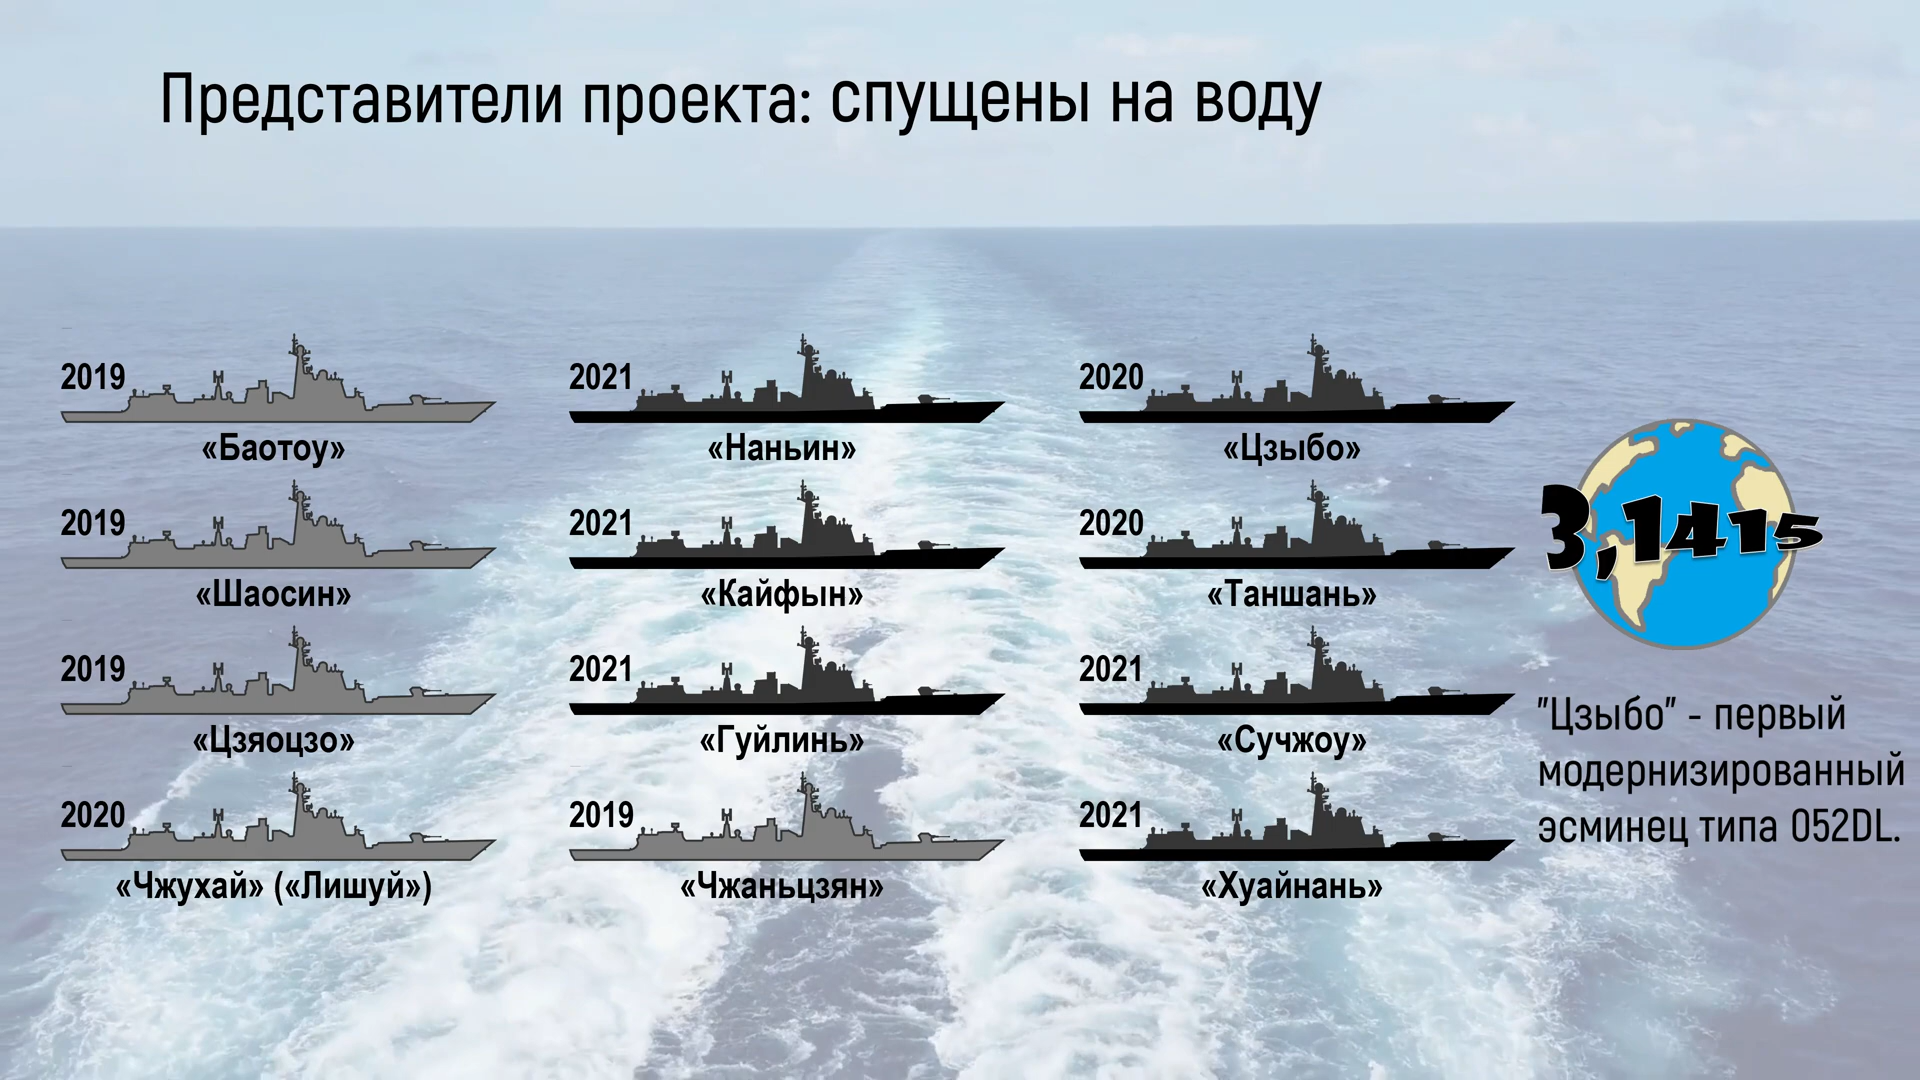 Представители проекта: спущены на воду
2019
«Баотоу»
2019
«Шаосин»
2019
«Цзяоцзо»
2020
«Чжухай» («Лишуй»)
2021
«Наньин»
2021
«Кайфын»
2021
«Гуйлинь»
2019
«Чжаньцзян»
2020
«Цзыбо»
2020
«Таншань»
2021
«Сучжоу»
2021
«Хуайнань»
3,1415
"Цзыбо" - первый
модернизированный
эсминец типа 052DL.